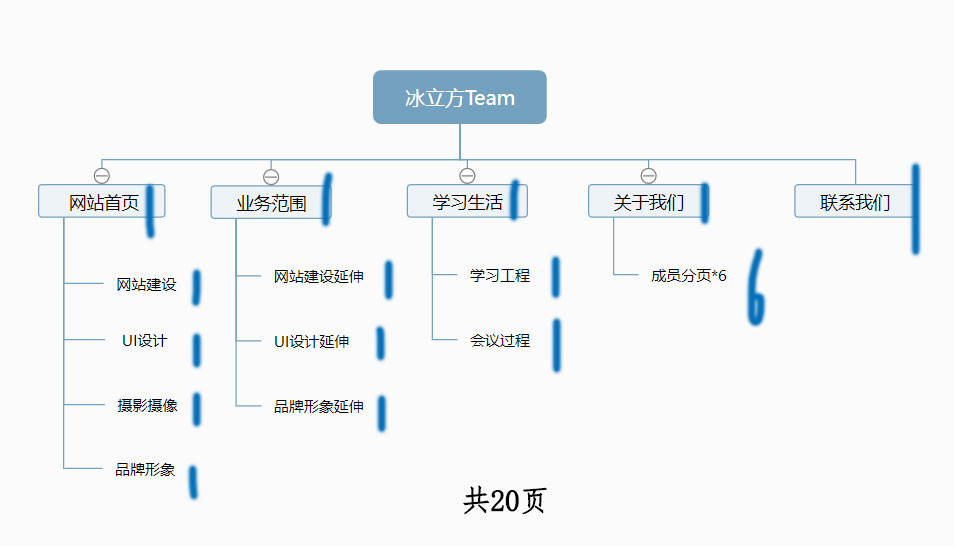 冰立方Team
网站首页
业务范围
学习生活
关于我们
联系我们
网站建设
网站建设延伸
学习工程
成员分页*6
6
UI设计
UI设计延伸
会议过程
摄影摄像
品牌形象延伸
品牌形象
共20页